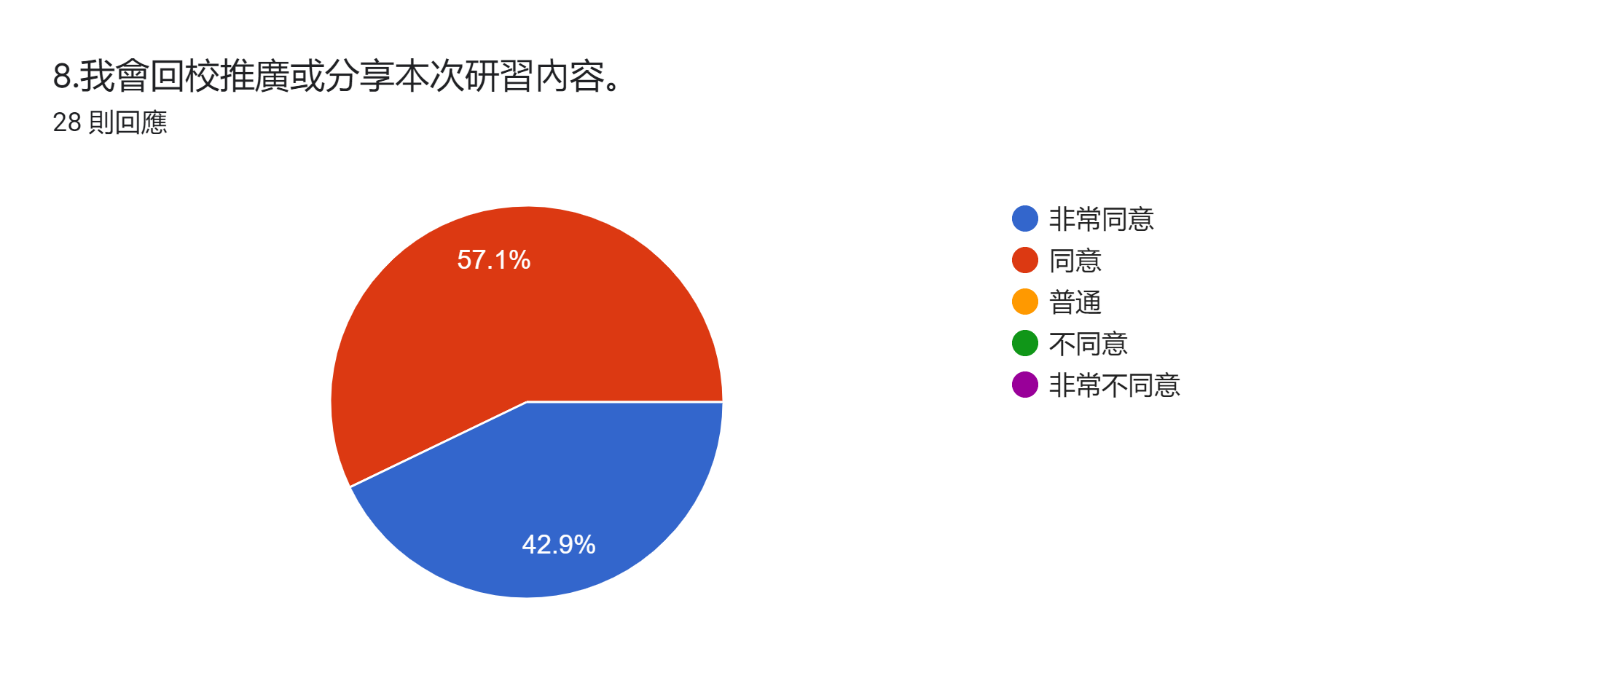 8.我會回校推廣或分享本次研習內容。
28 則回應
57.1%
42.9%
非常同意
同意
普通
不同意
非常不同意